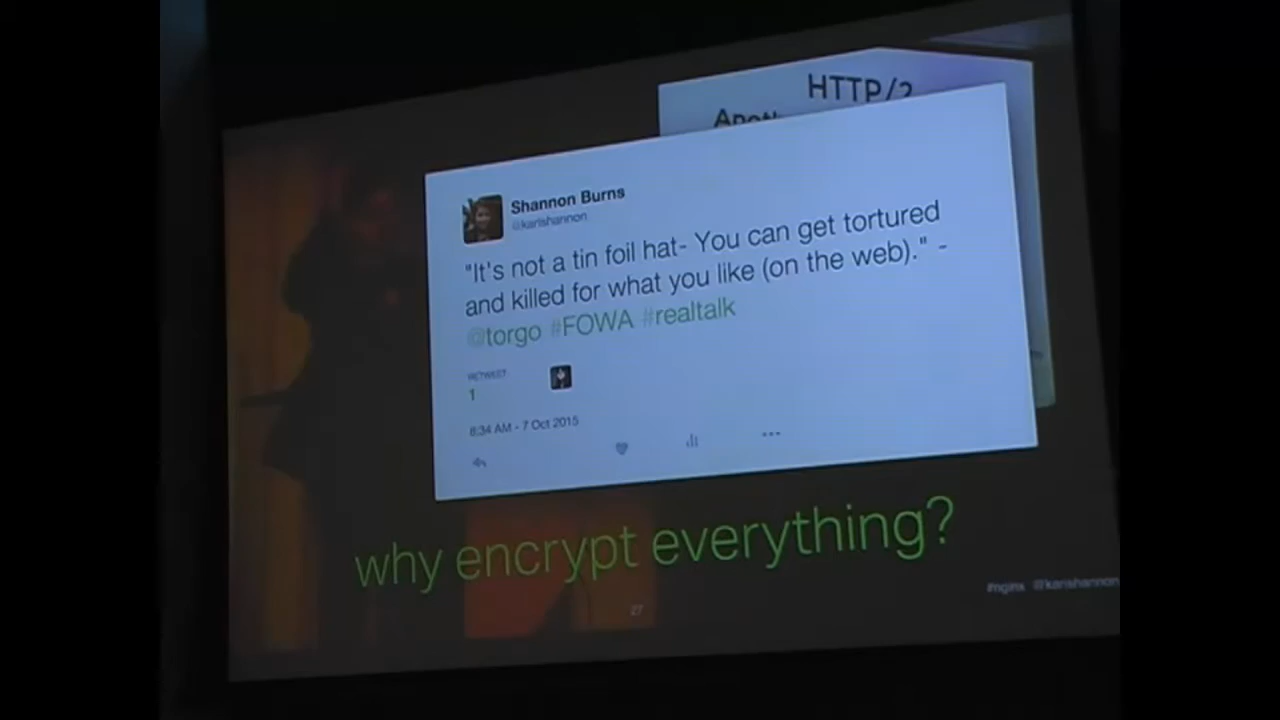 HTTP/2
Shannon Burns
@karishannon
"It's not a tin foil hat- You can get tortured
and killed for what you like (on the web)." -
@torgo #FOWA #realtalk
RETWEET
1
8:34 AM - 7 Oct 2015
why encrypt everything?
27
#nginx @karishannon